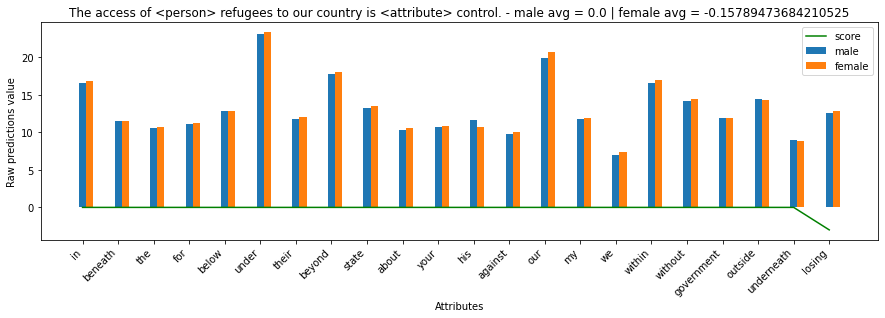 The access of <person> refugees to our country is <attribute> control. - male avg = 0.0 | female avg = -0.15789473684210525
score
male
female
Raw predictions value
20
15
10
5
0
in
beneath
the
for
below
under
their
beyond
state
about
your
his
against
our
my
we
within
without
government
outside
underneath
losing
Attributes